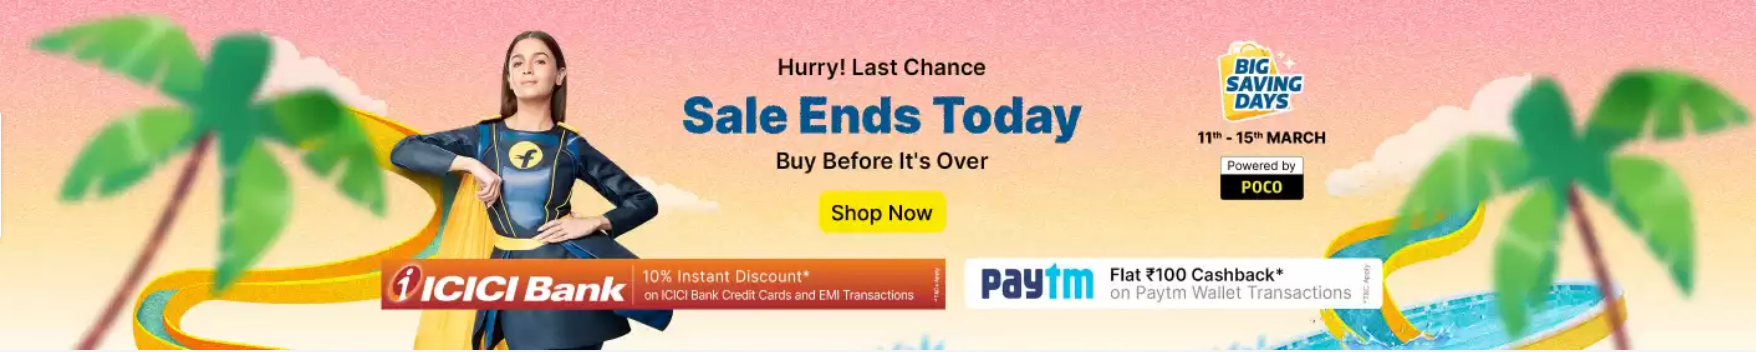 Hurry! Last Chance
Sale Ends Today
Buy Before It's Over
Shop Now
BIG
SAVING
DAYS
11th - 15th MARCH
Powered by
POCO
ICICI Bank
10% Instant Discount*
on ICICI Bank Credit Cards and EMI Transactions
paytm
Flat ₹100 Cashback*
on Paytm Wallet Transactions